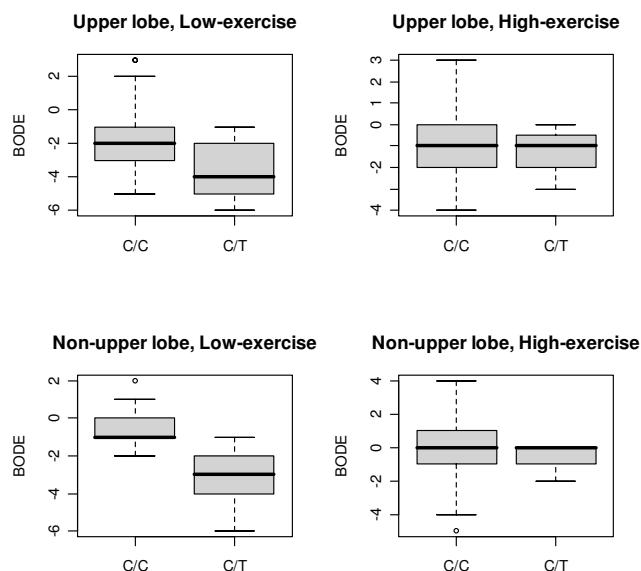 Upper lobe, Low-exercise
BODE
2
0
-2
-4
-6
C/C
C/T
Upper lobe, High-exercise
BODE
3
2
1
0
-2
-4
C/C
C/T
Non-upper lobe, Low-exercise
BODE
2
0
-2
-4
-6
C/C
C/T
Non-upper lobe, High-exercise
BODE
4
2
0
-2
-4
C/C
C/T